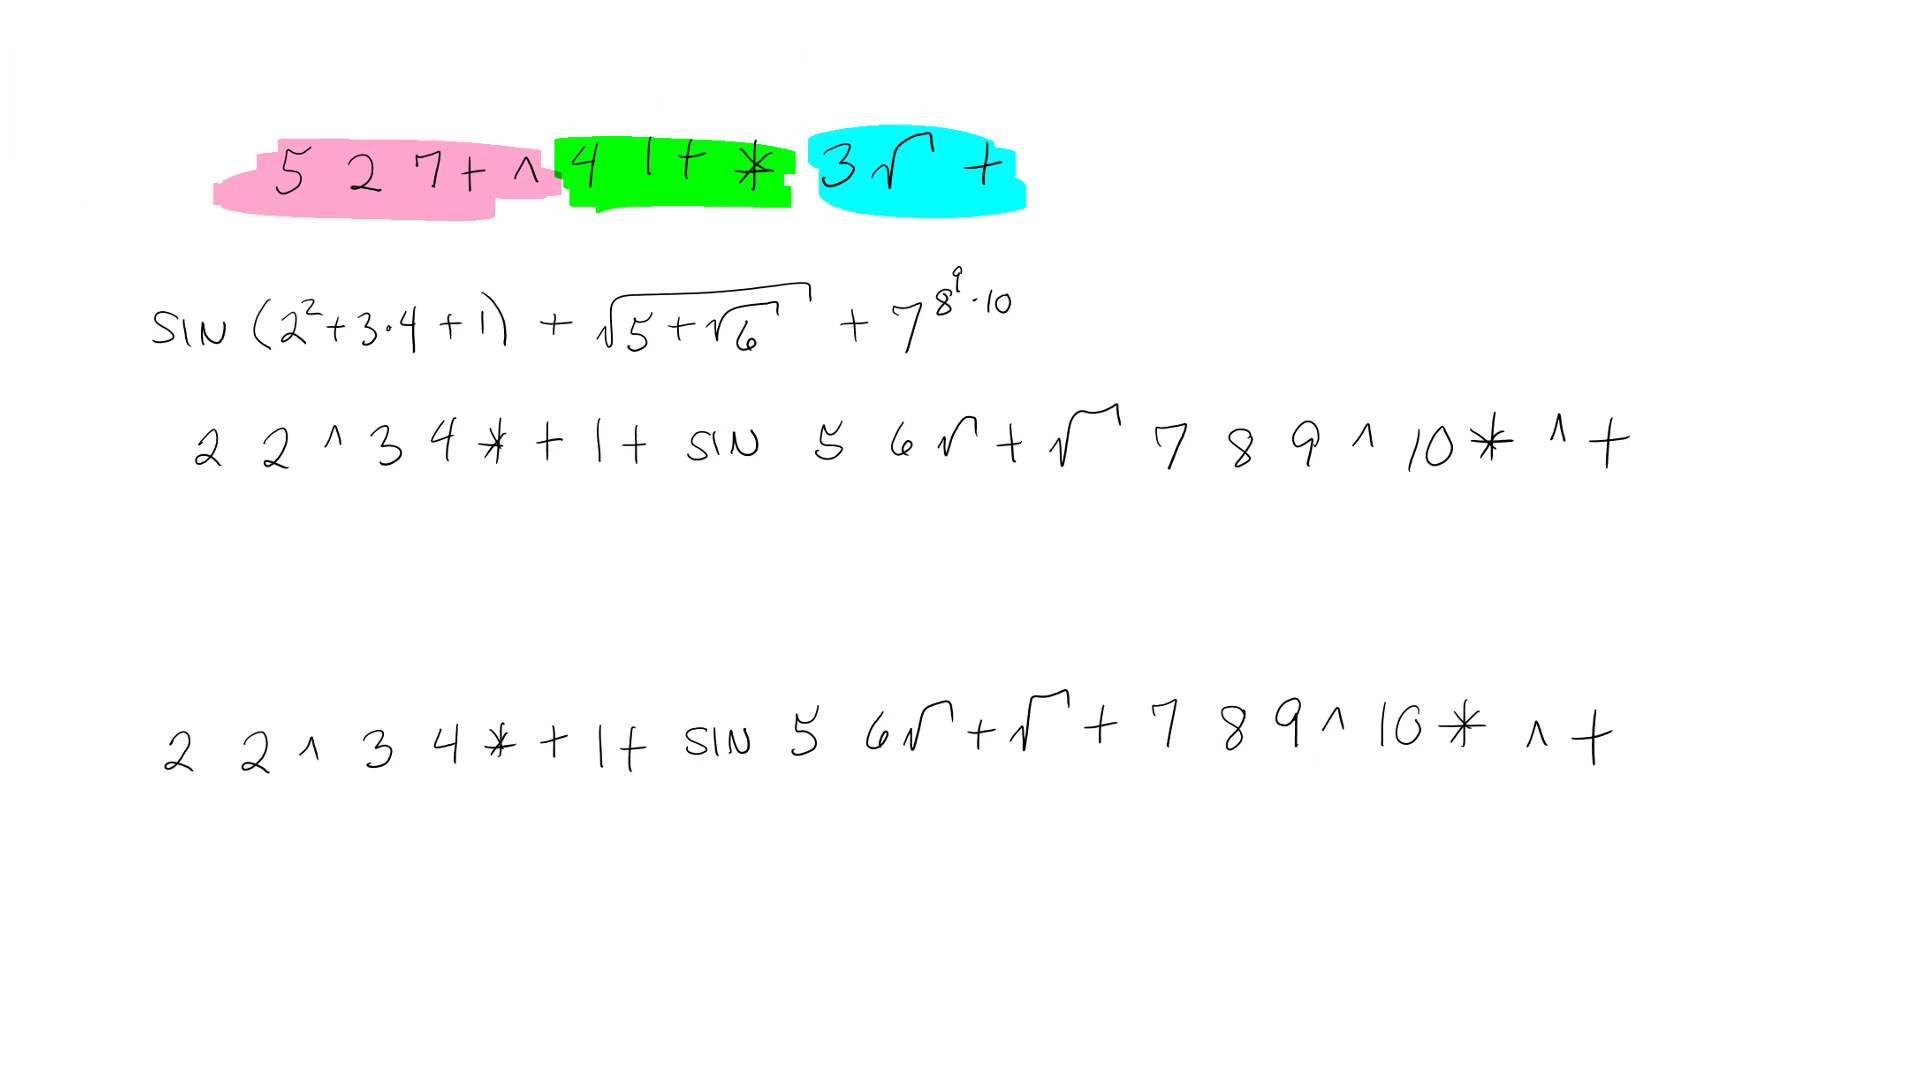 5 2 7 + ^ 4 1 + * 3 √ +
SIN (2² + 3·4 + 1) + √(5 + √6) + 7^(8^9 · 10)
2 2 ^ 3 4 * + 1 + SIN 5 6 √ + √ 7 8 9 ^ 10 * ^ +
2 2 ^ 3 4 * + 1 + SIN 5 6 √ + √ + 7 8 9 ^ 10 * ^ +